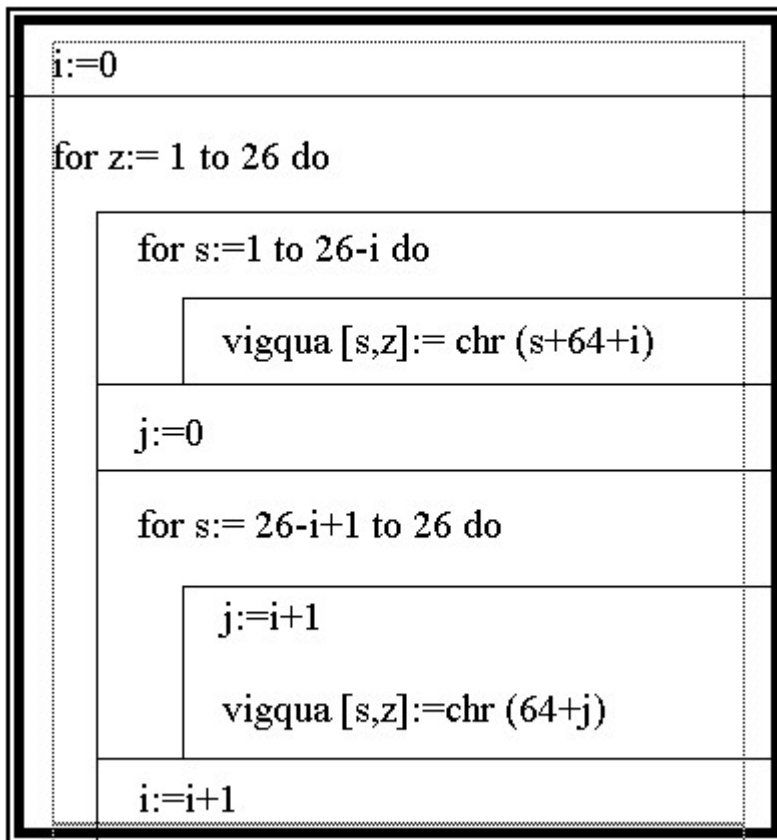 i:=0
for z:= 1 to 26 do
for s:=1 to 26-i do
vigqua [s,z]:= chr (s+64+i)
j:=0
for s:= 26-i+1 to 26 do
j:=i+1
vigqua [s,z]:=chr (64+j)
i:=i+1